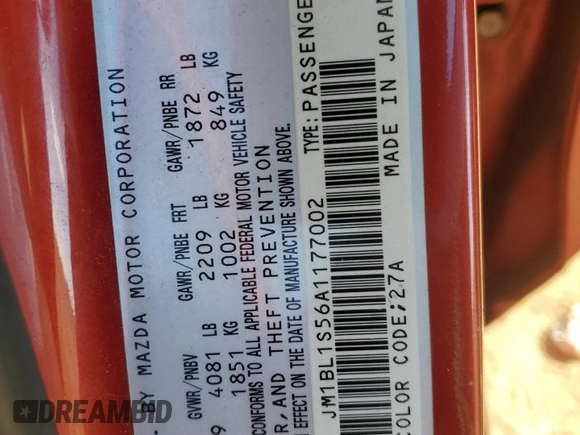 . BY MAZDA MOTOR CORPORATION
GVWR/PNBV GAWR/PNBE FRT GAWR/PNBE RR
4081 LB 2209 LB 1872 LB
1851 KG 1002 KG 849 KG
CONFORMS TO ALL APPLICABLE FEDERAL MOTOR VEHICLE SAFETY
AND THEFT PREVENTION
EFFECT ON THE DATE OF MANUFACTURE SHOWN ABOVE.
JM1BL1S56A1177002 TYPE: PASSENGE
COLOR CODE;27A MADE IN JAPAN
DREAMBID